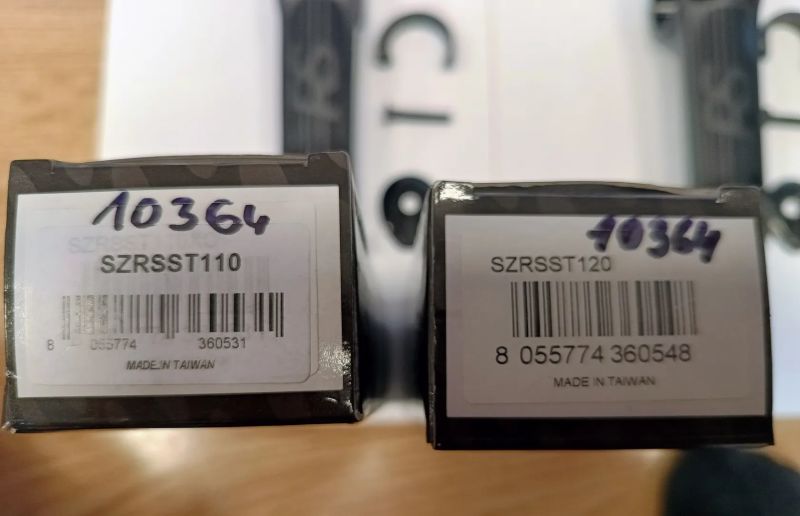 10364
SZRSST110
8 055774 360531
MADE IN TAIWAN
10364
SZRSST120
8 055774 360548
MADE IN TAIWAN